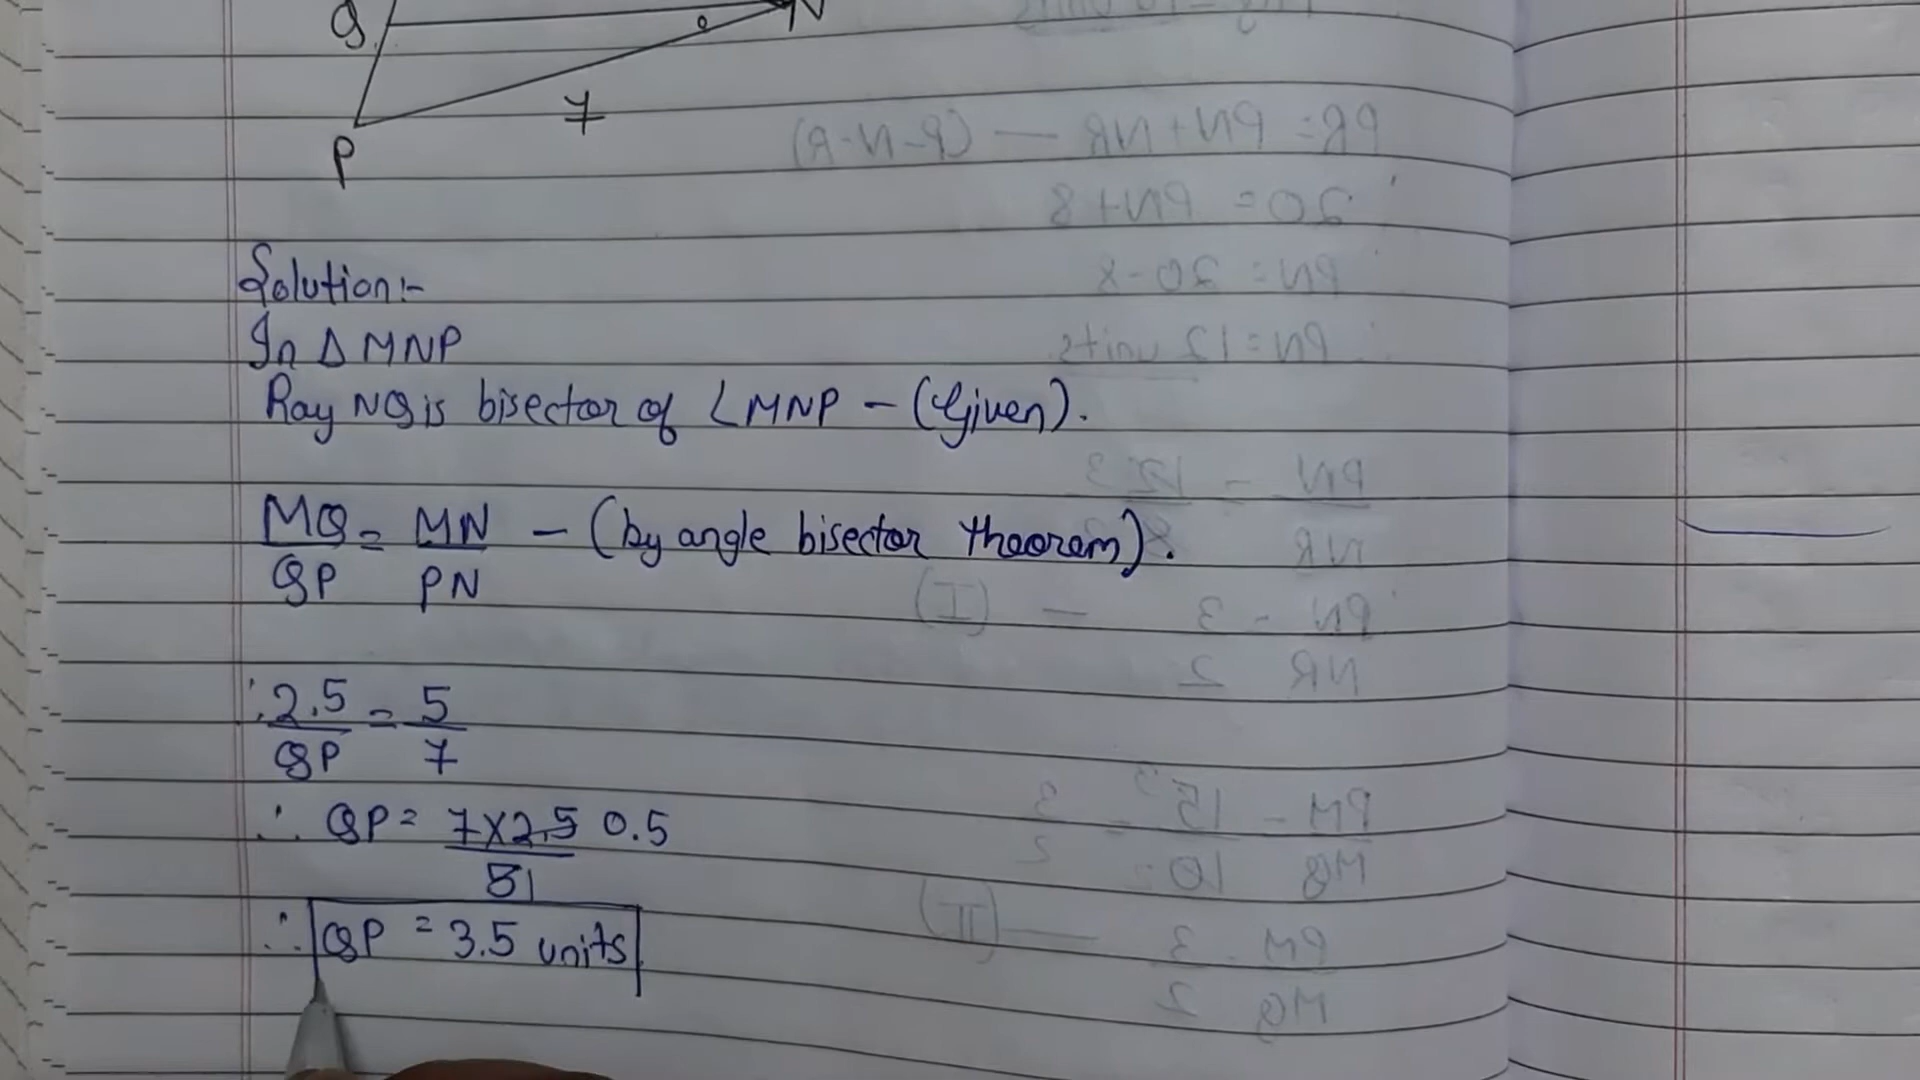 Q
N
7
P
Solution:-
In Δ MNP
Ray NQ is bisector of ∠MNP - (Given).
MQ/QP = MN/PN - (by angle bisector theorem).
∴ 2.5/QP = 5/7
∴ QP = 7×2.5 0.5
51
∴ QP = 3.5 units